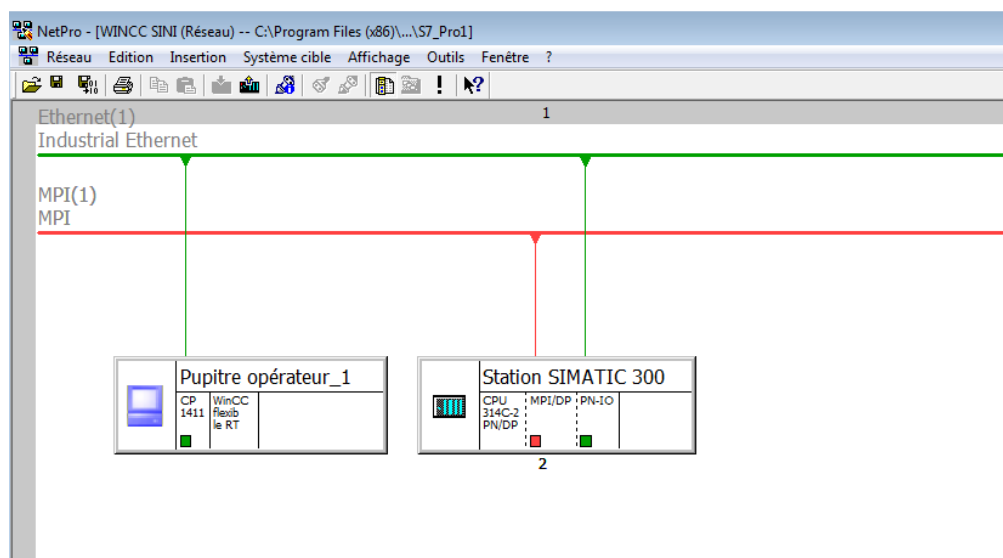 NetPro - [WINCC SINI (Réseau) -- C:\Program Files (x86)\...\S7_Pro1]
Réseau Edition Insertion Système cible Affichage Outils Fenêtre ?
Ethernet(1)
1
Industrial Ethernet
MPI(1)
MPI
Pupitre opérateur_1
CP
1411
WinCC
flexib
le RT
Station SIMATIC 300
CPU
314C-2
PN/DP
MPI/DP
PN-IO
2